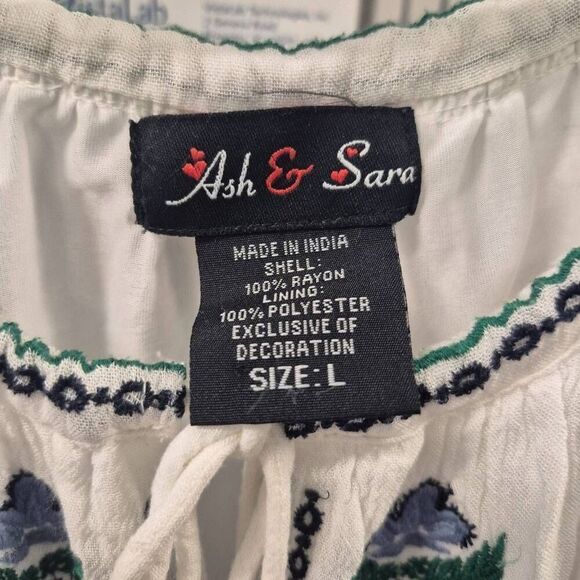 Ash & Sara
MADE IN INDIA
SHELL:
100% RAYON
LINING:
100% POLYESTER
EXCLUSIVE OF
DECORATION
SIZE: L